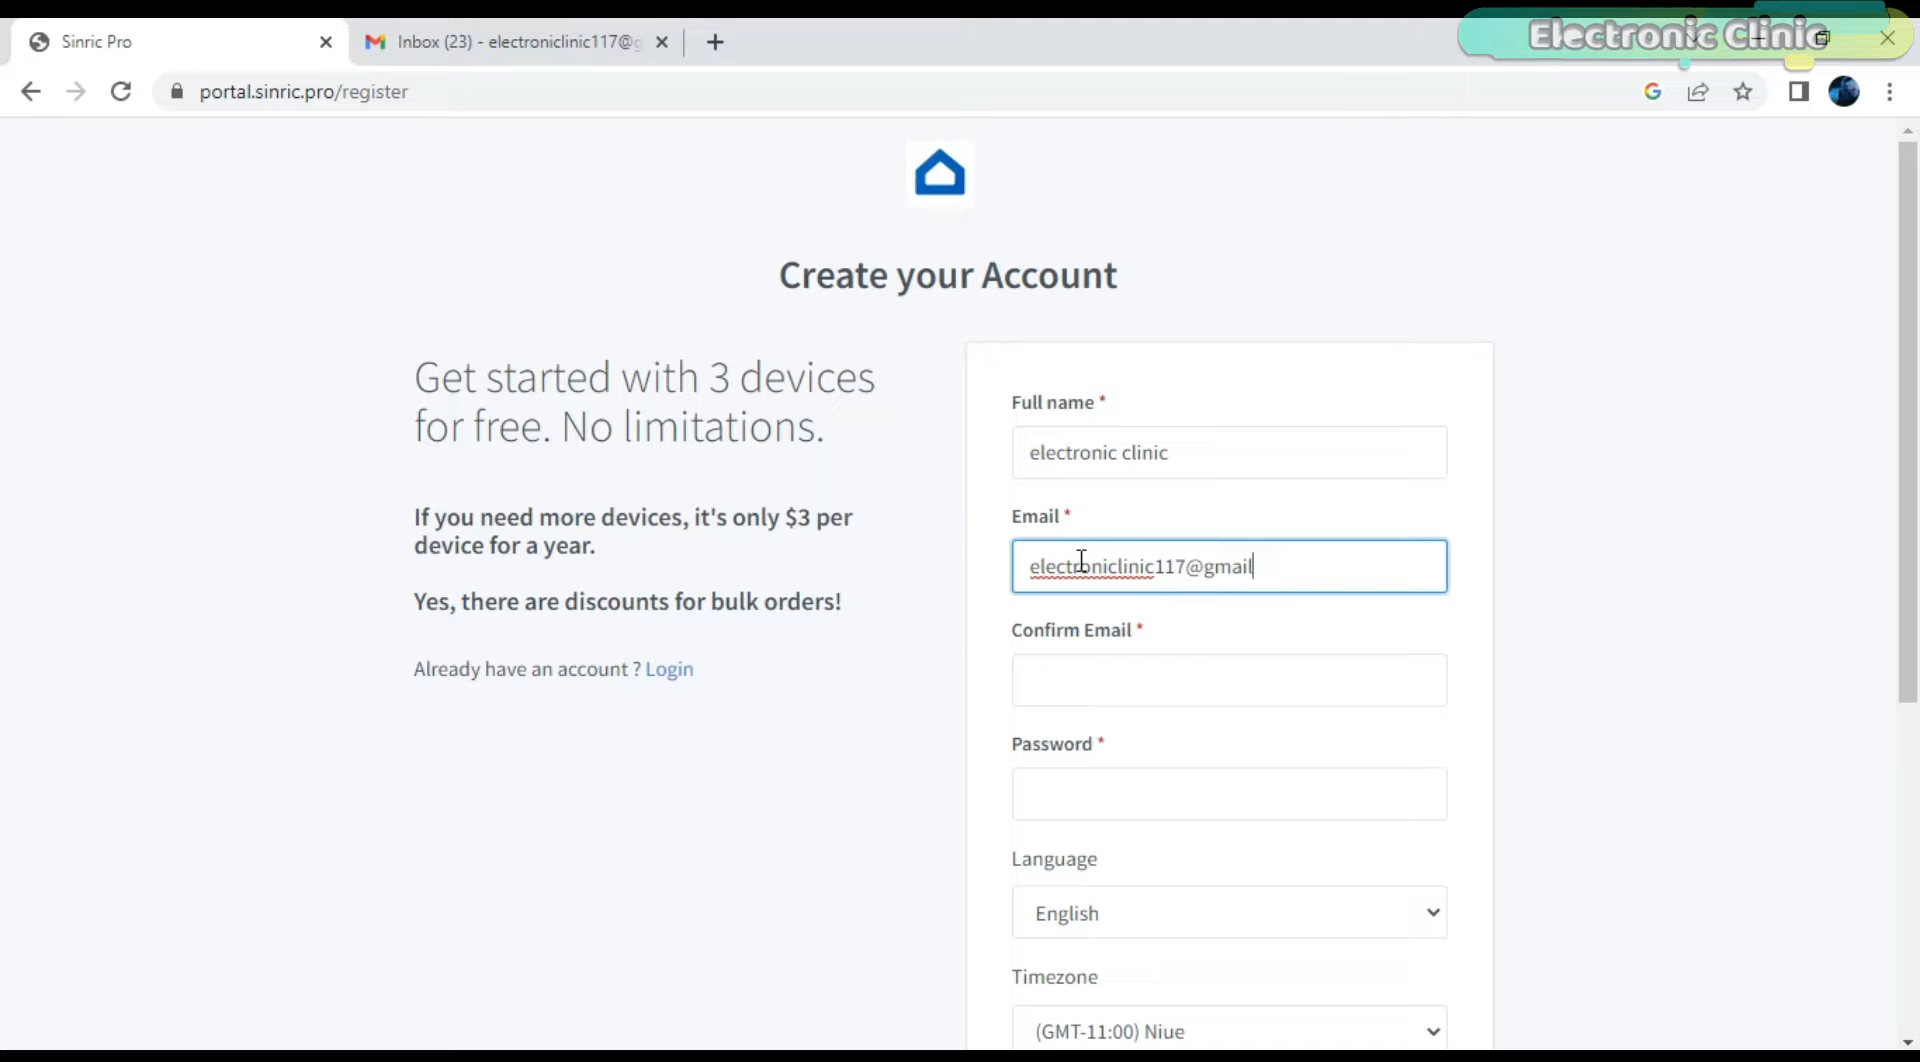 Sinric Pro
Inbox (23) - electroniclinic117@g
Electronic Clinic
portal.sinric.pro/register
Create your Account
Get started with 3 devices
for free. No limitations.
If you need more devices, it's only $3 per
device for a year.
Yes, there are discounts for bulk orders!
Already have an account ? Login
Full name *
electronic clinic
Email *
electroniclinic117@gmail
Confirm Email *
Password *
Language
English
Timezone
(GMT-11:00) Niue